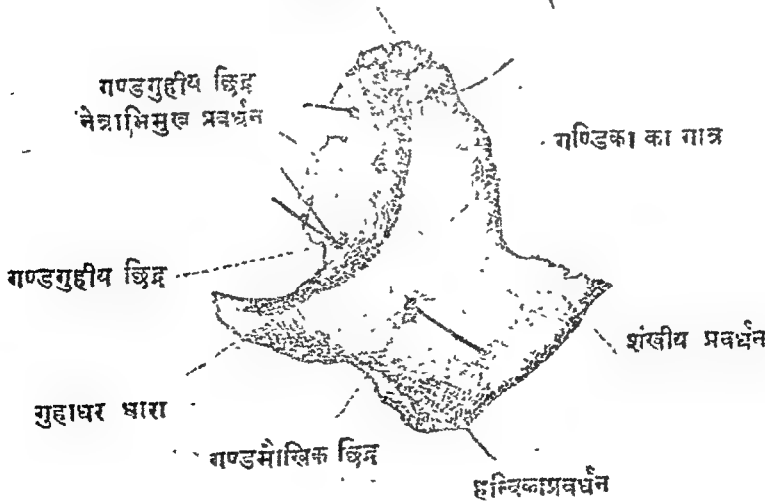 गण्डगुहीय छिद्र
नेत्राभिमुख प्रवर्धन
गण्डिका का गात्र
गण्डगुहीय छिद्र
शंखीय प्रवर्धन
गुहाधर धारा
गण्डमौखिक छिद्र
हन्विकाप्रवर्धन